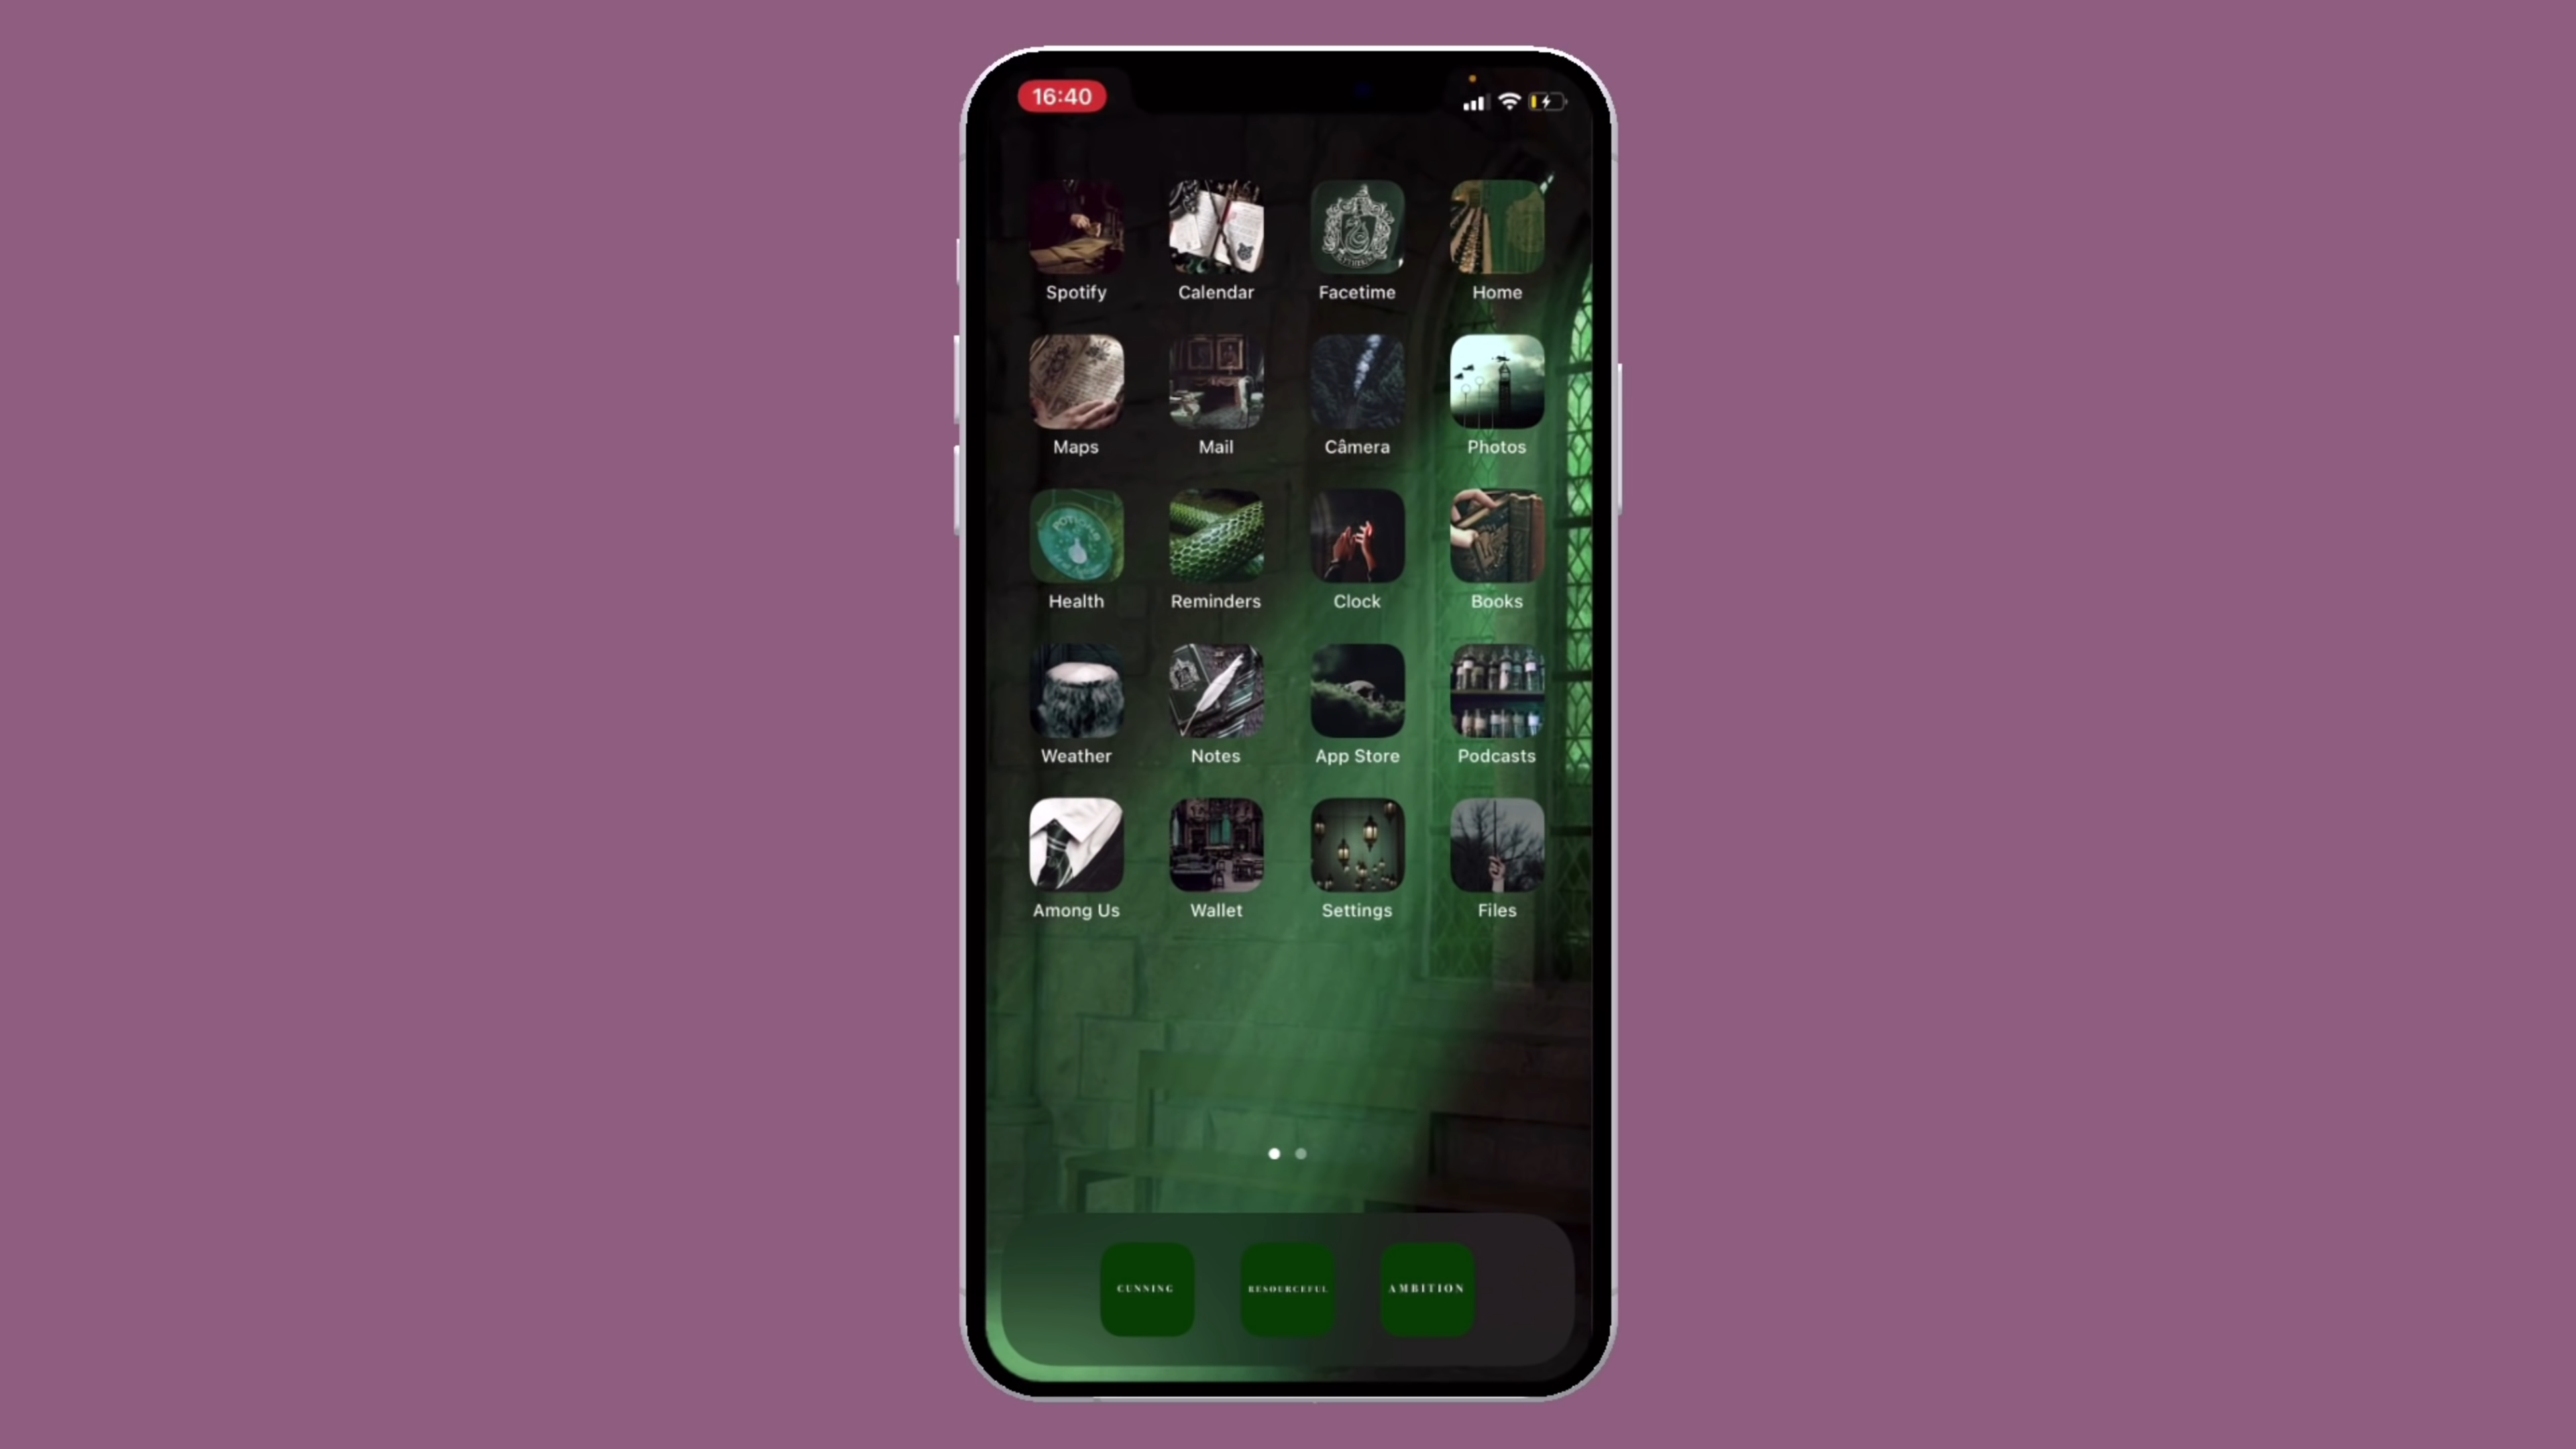 16:40
Spotify Calendar Facetime Home
Maps Mail Câmera Photos
POTIONS
Health Reminders Clock Books
Weather Notes App Store Podcasts
Among Us Wallet Settings Files
CUNNING RESOURCEFUL AMBITION